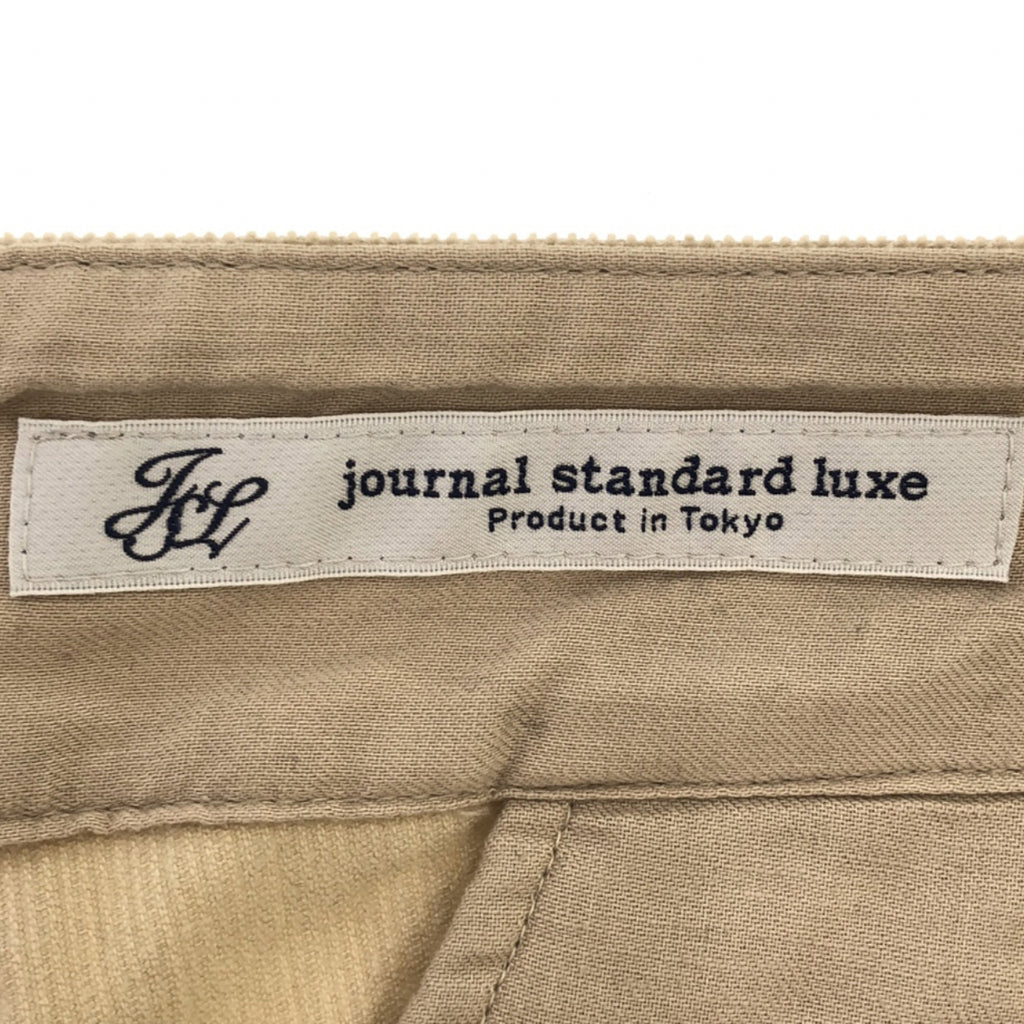 JSL
journal standard luxe
Product in Tokyo